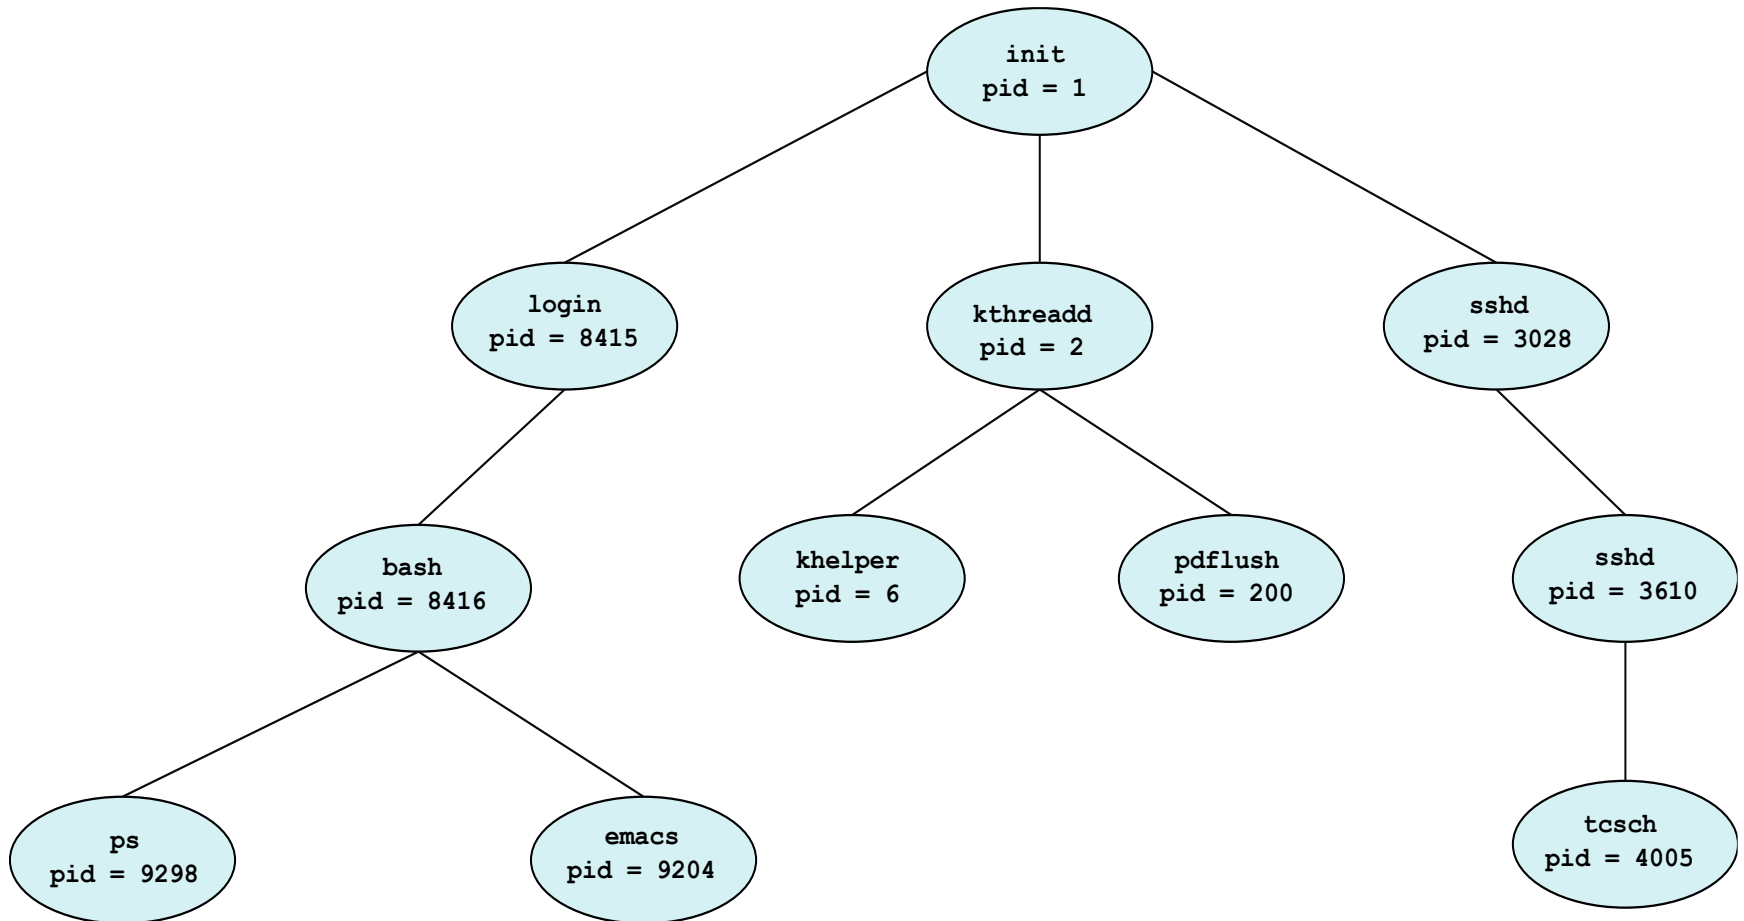 init
pid = 1
login
pid = 8415
kthreadd
pid = 2
sshd
pid = 3028
bash
pid = 8416
khelper
pid = 6
pdflush
pid = 200
sshd
pid = 3610
ps
pid = 9298
emacs
pid = 9204
tcsch
pid = 4005